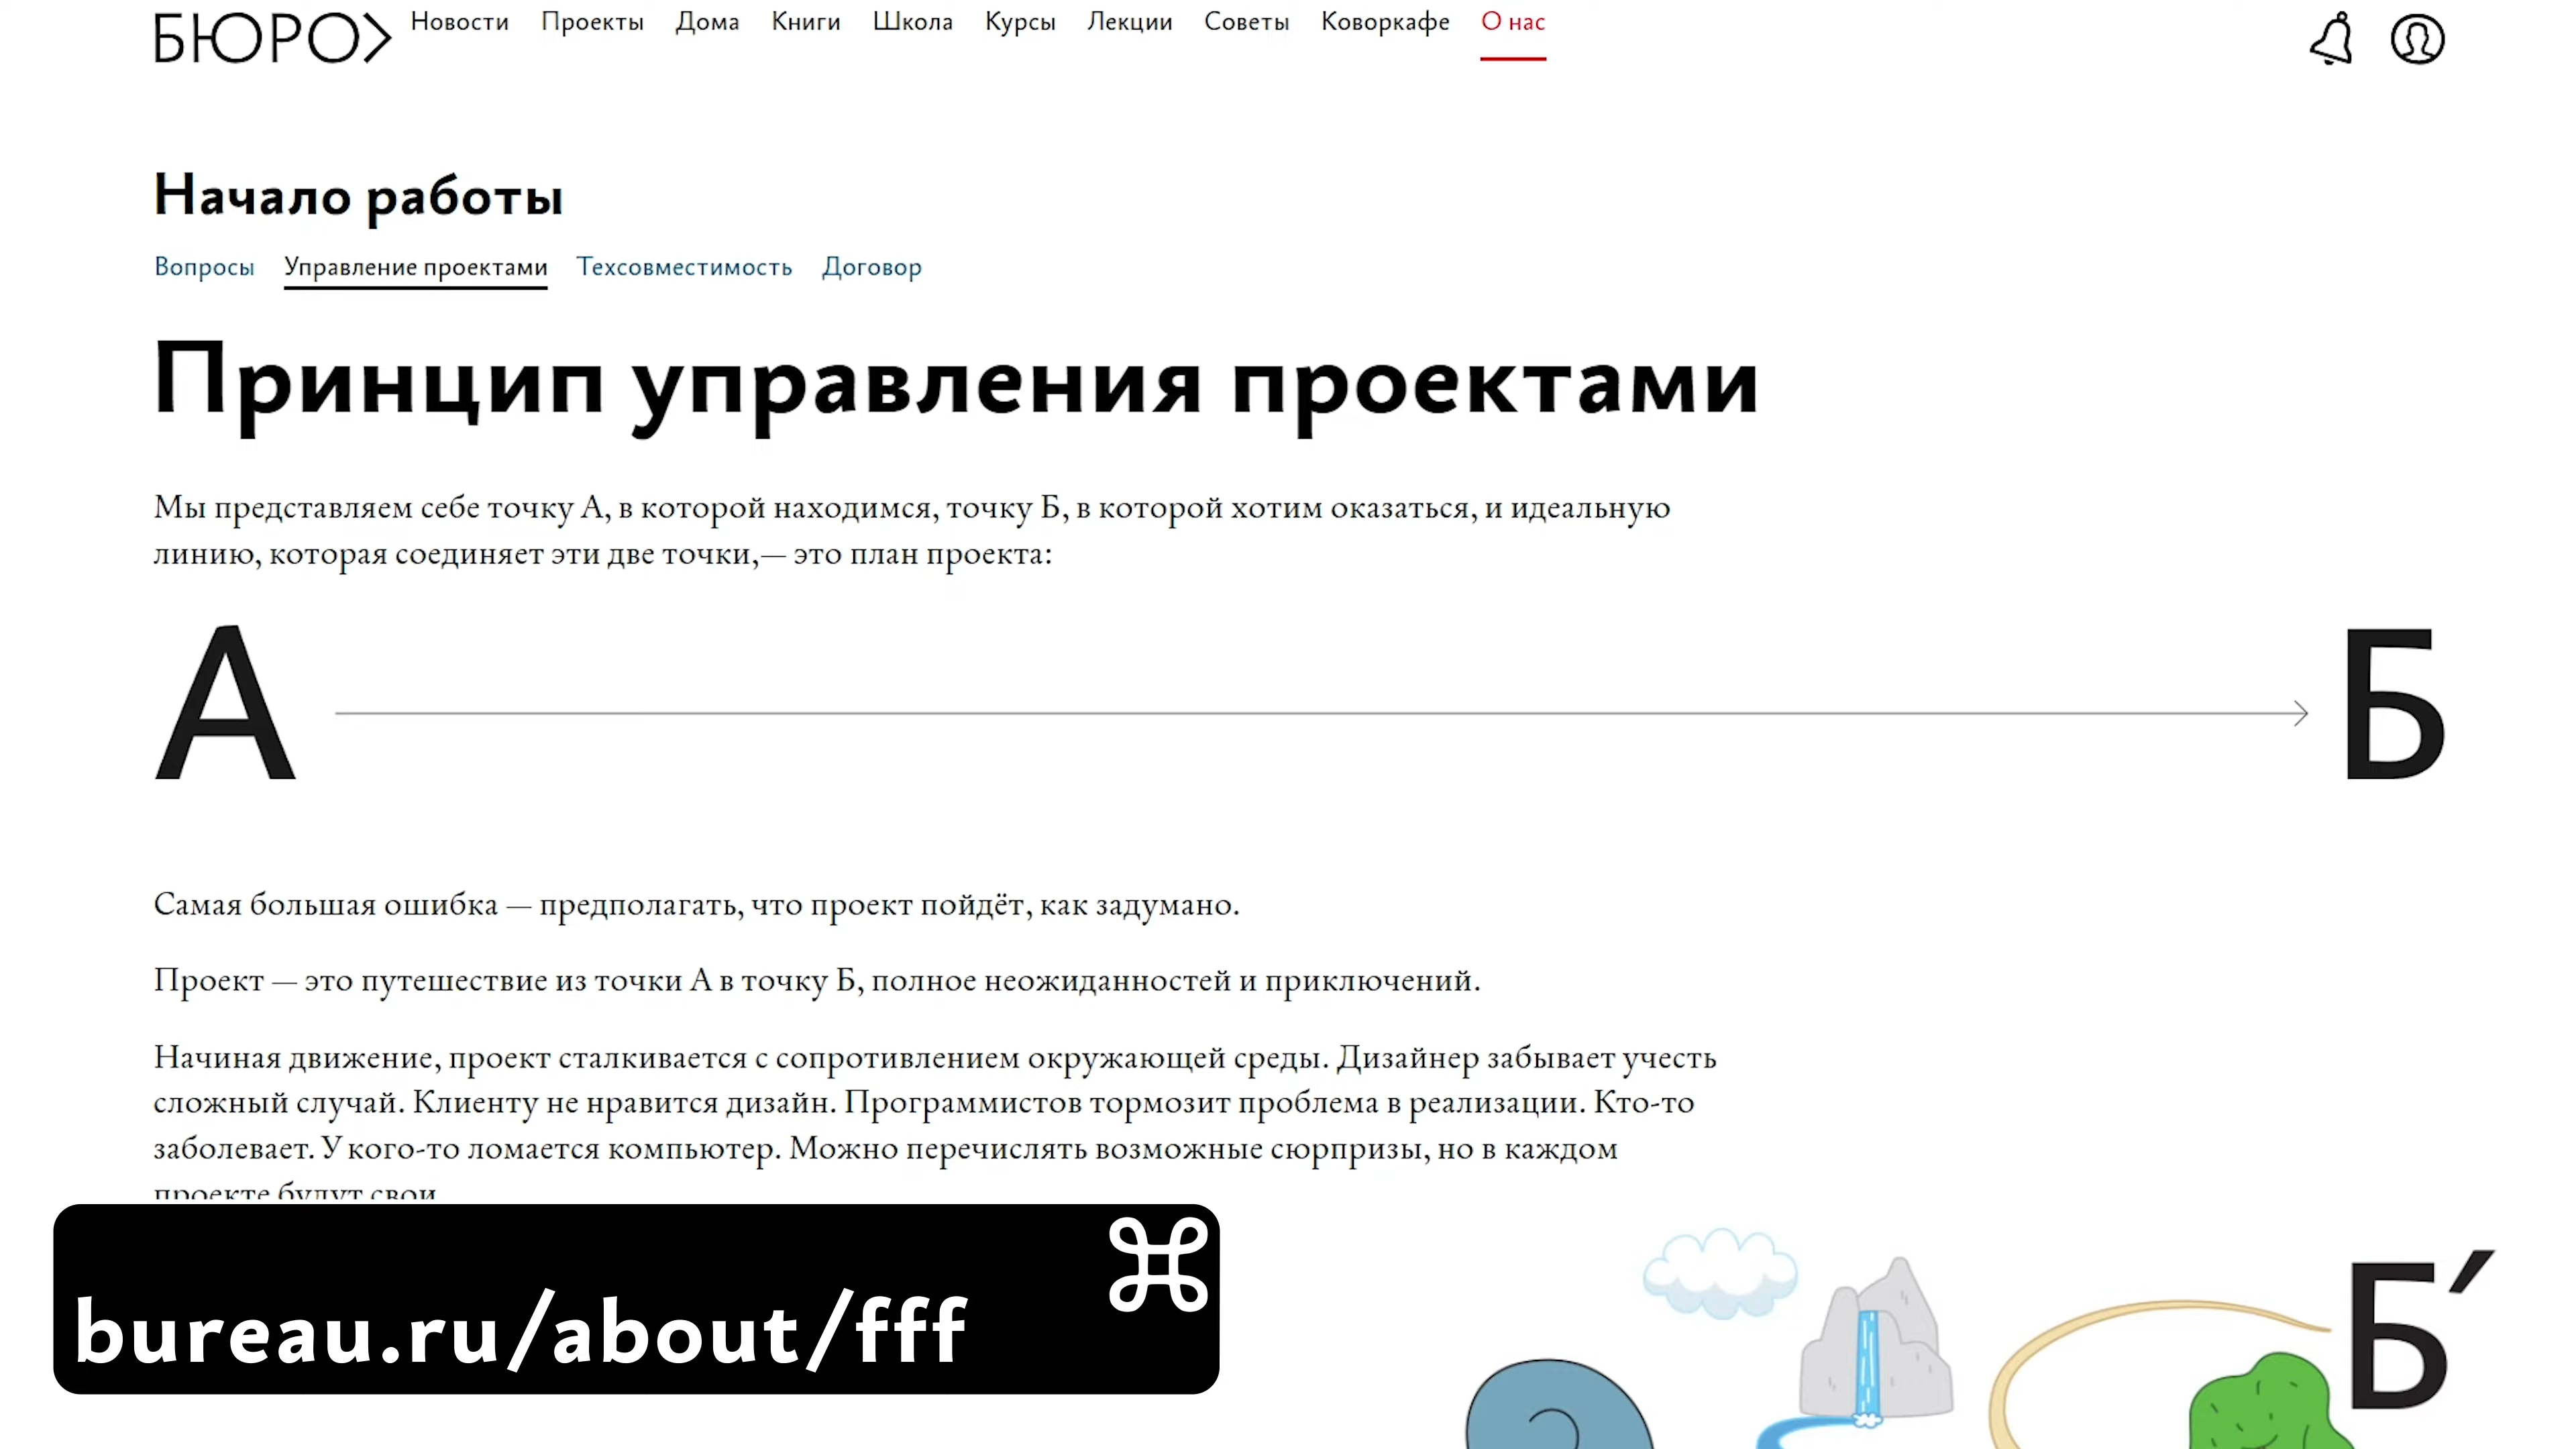 БЮРО
Новости Проекты Дома Книги Школа Курсы Лекции Советы Коворкафе О нас
Начало работы
Вопросы Управление проектами Техсовместимость Договор
Принцип управления проектами
Мы представляем себе точку А, в которой находимся, точку Б, в которой хотим оказаться, и идеальную
линию, которая соединяет эти две точки,— это план проекта:
А Б
Самая большая ошибка — предполагать, что проект пойдёт, как задумано.
Проект — это путешествие из точки А в точку Б, полное неожиданностей и приключений.
Начиная движение, проект сталкивается с сопротивлением окружающей среды. Дизайнер забывает учесть
сложный случай. Клиенту не нравится дизайн. Программистов тормозит проблема в реализации. Кто-то
заболевает. У кого-то ломается компьютер. Можно перечислять возможные сюрпризы, но в каждом
проекте будут свои
⌘
bureau.ru/about/fff
Б′